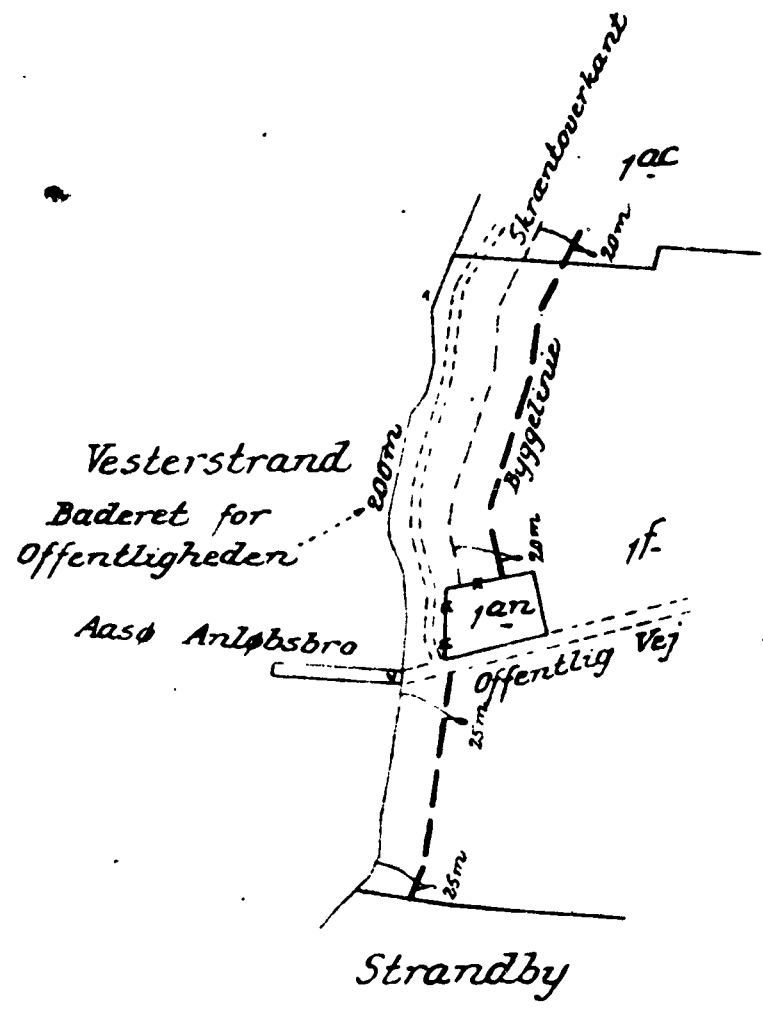 Skræntoverkant
1ac
20m
Byggelinie
Vesterstrand
200m
Baderet for
Offentligheden
20m
1f
1an
Aasø Anløbsbro
Offentlig Vej
25m
25m
Strandby